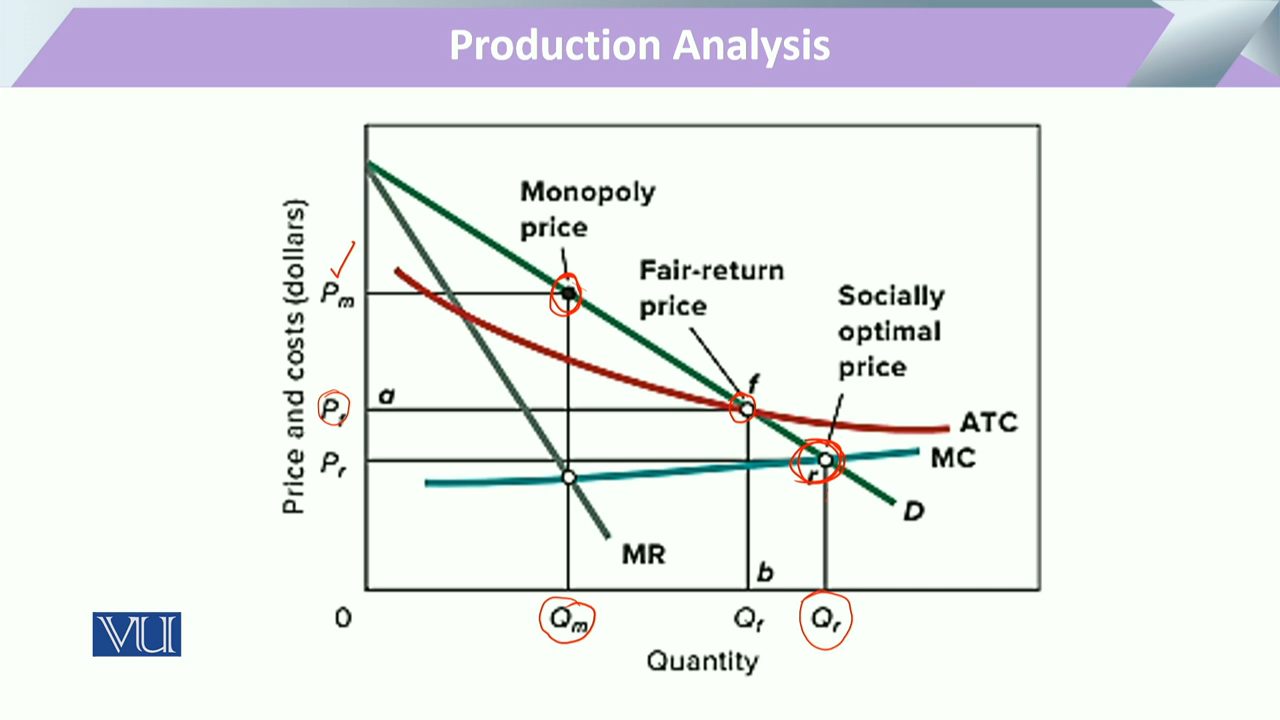 Production Analysis
Monopoly
price
Fair-return
price
Socially
optimal
price
Price and costs (dollars)
Pm
Pf
Pr
a
f
r
b
ATC
MC
D
MR
0
Qm
Qf
Qr
Quantity
VU